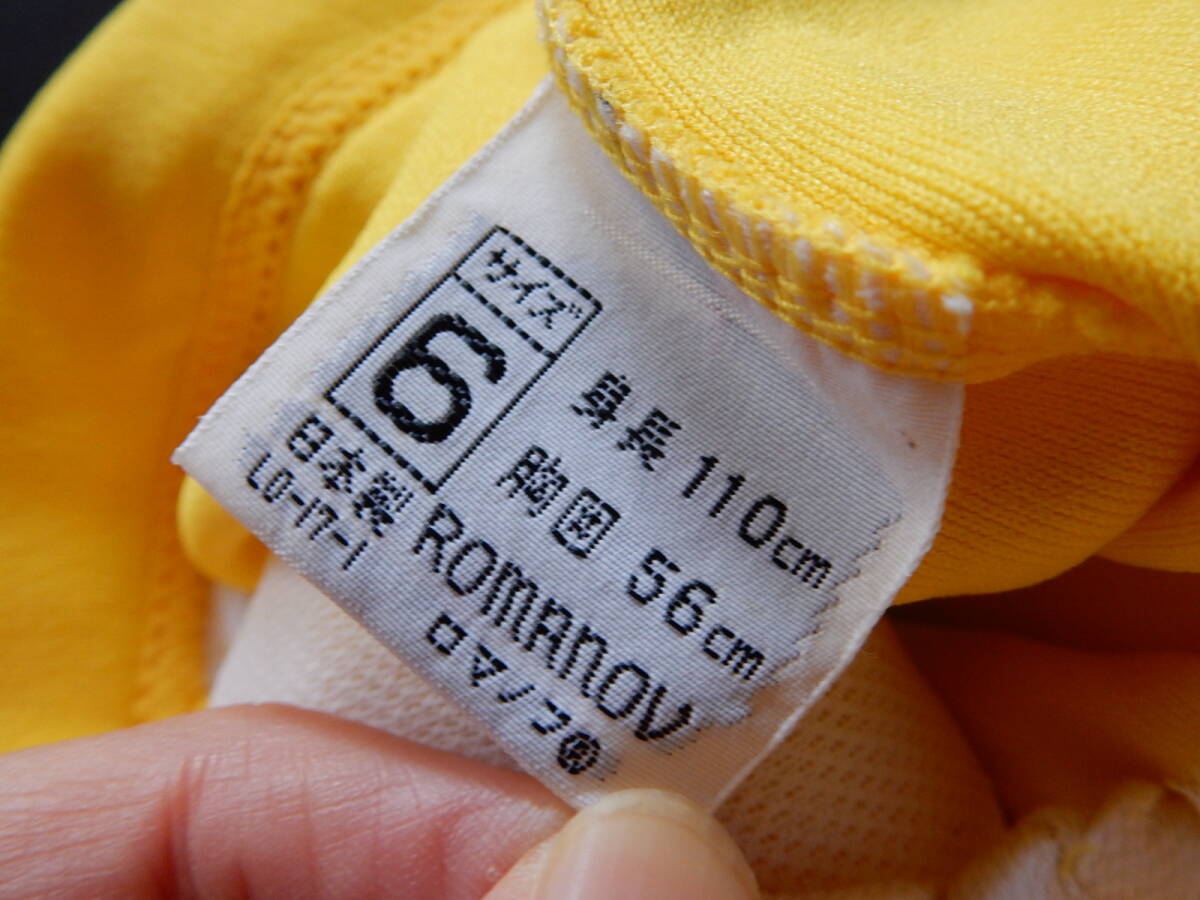 サイズ
6
身長 110cm
胸囲 56cm
日本製
ROMANOV
LO-17-1
ロマノフ®